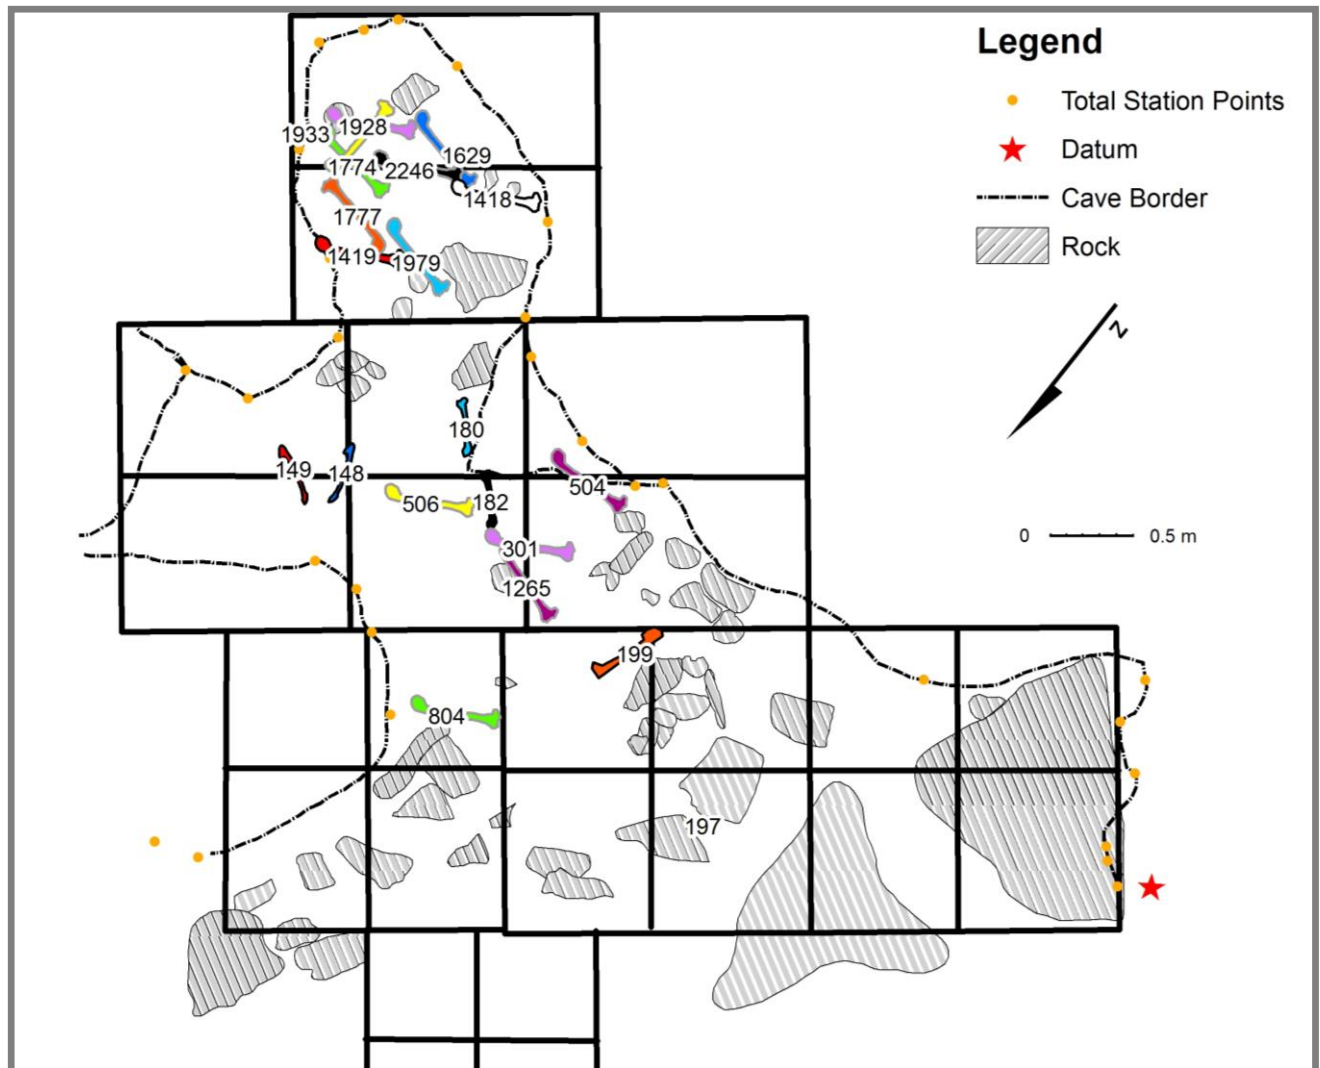 Legend
Total Station Points
Datum
Cave Border
Rock
N
0 0.5 m
1933 1928
1629
1774 2246
1418
1777
1419 1979
180
149 148
504
506 182
301
1265
199
804
197